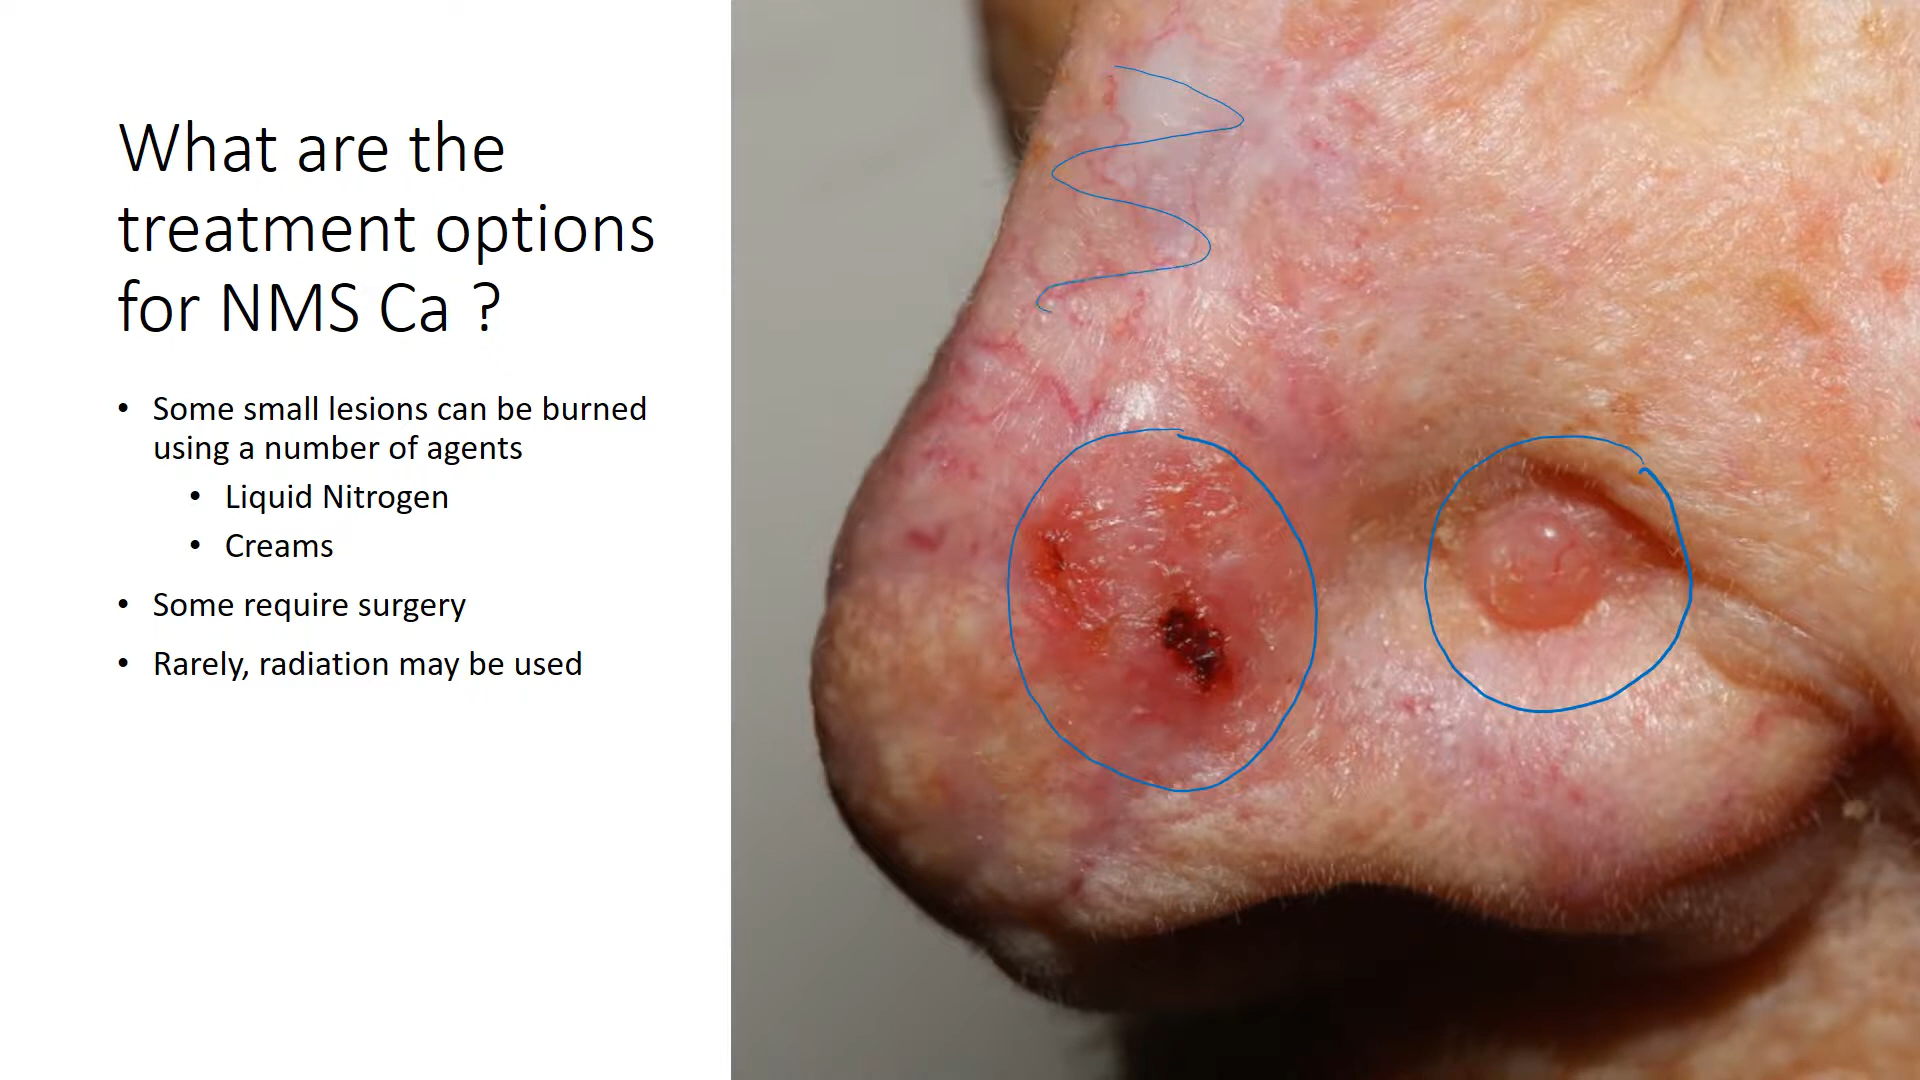 What are the
treatment options
for NMS Ca ?
• Some small lesions can be burned
using a number of agents
• Liquid Nitrogen
• Creams
• Some require surgery
• Rarely, radiation may be used